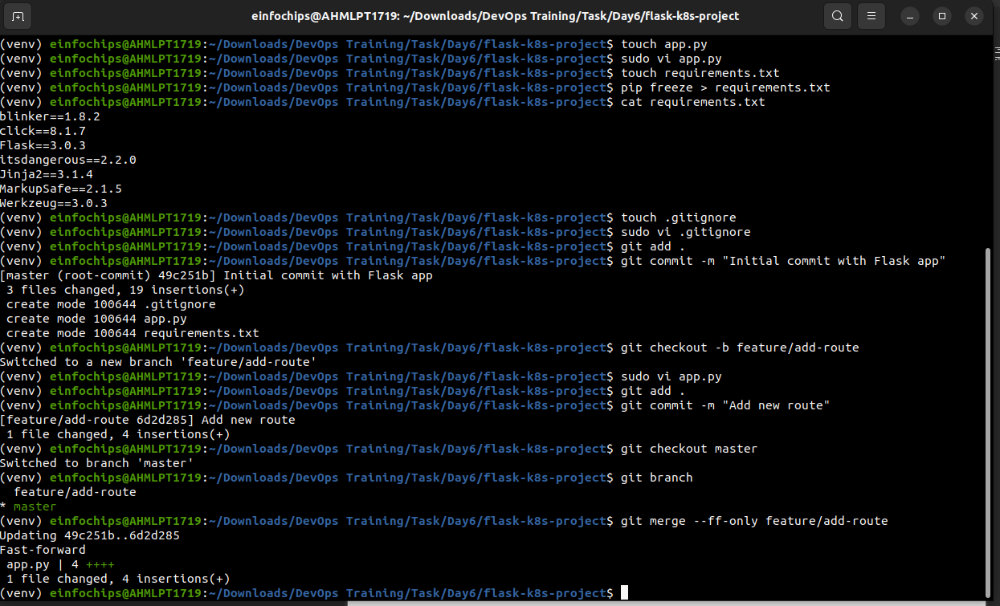 einfochips@AHMLPT1719: ~/Downloads/DevOps Training/Task/Day6/flask-k8s-project
(venv) einfochips@AHMLPT1719:~/Downloads/DevOps Training/Task/Day6/flask-k8s-project$ touch app.py
(venv) einfochips@AHMLPT1719:~/Downloads/DevOps Training/Task/Day6/flask-k8s-project$ sudo vi app.py
(venv) einfochips@AHMLPT1719:~/Downloads/DevOps Training/Task/Day6/flask-k8s-project$ touch requirements.txt
(venv) einfochips@AHMLPT1719:~/Downloads/DevOps Training/Task/Day6/flask-k8s-project$ pip freeze > requirements.txt
(venv) einfochips@AHMLPT1719:~/Downloads/DevOps Training/Task/Day6/flask-k8s-project$ cat requirements.txt
blinker==1.8.2
click==8.1.7
Flask==3.0.3
itsdangerous==2.2.0
Jinja2==3.1.4
MarkupSafe==2.1.5
Werkzeug==3.0.3
(venv) einfochips@AHMLPT1719:~/Downloads/DevOps Training/Task/Day6/flask-k8s-project$ touch .gitignore
(venv) einfochips@AHMLPT1719:~/Downloads/DevOps Training/Task/Day6/flask-k8s-project$ sudo vi .gitignore
(venv) einfochips@AHMLPT1719:~/Downloads/DevOps Training/Task/Day6/flask-k8s-project$ git add .
(venv) einfochips@AHMLPT1719:~/Downloads/DevOps Training/Task/Day6/flask-k8s-project$ git commit -m "Initial commit with Flask app"
[master (root-commit) 49c251b] Initial commit with Flask app
 3 files changed, 19 insertions(+)
 create mode 100644 .gitignore
 create mode 100644 app.py
 create mode 100644 requirements.txt
(venv) einfochips@AHMLPT1719:~/Downloads/DevOps Training/Task/Day6/flask-k8s-project$ git checkout -b feature/add-route
Switched to a new branch 'feature/add-route'
(venv) einfochips@AHMLPT1719:~/Downloads/DevOps Training/Task/Day6/flask-k8s-project$ sudo vi app.py
(venv) einfochips@AHMLPT1719:~/Downloads/DevOps Training/Task/Day6/flask-k8s-project$ git add .
(venv) einfochips@AHMLPT1719:~/Downloads/DevOps Training/Task/Day6/flask-k8s-project$ git commit -m "Add new route"
[feature/add-route 6d2d285] Add new route
 1 file changed, 4 insertions(+)
(venv) einfochips@AHMLPT1719:~/Downloads/DevOps Training/Task/Day6/flask-k8s-project$ git checkout master
Switched to branch 'master'
(venv) einfochips@AHMLPT1719:~/Downloads/DevOps Training/Task/Day6/flask-k8s-project$ git branch
  feature/add-route
* master
(venv) einfochips@AHMLPT1719:~/Downloads/DevOps Training/Task/Day6/flask-k8s-project$ git merge --ff-only feature/add-route
Updating 49c251b..6d2d285
Fast-forward
 app.py | 4 ++++
 1 file changed, 4 insertions(+)
(venv) einfochips@AHMLPT1719:~/Downloads/DevOps Training/Task/Day6/flask-k8s-project$